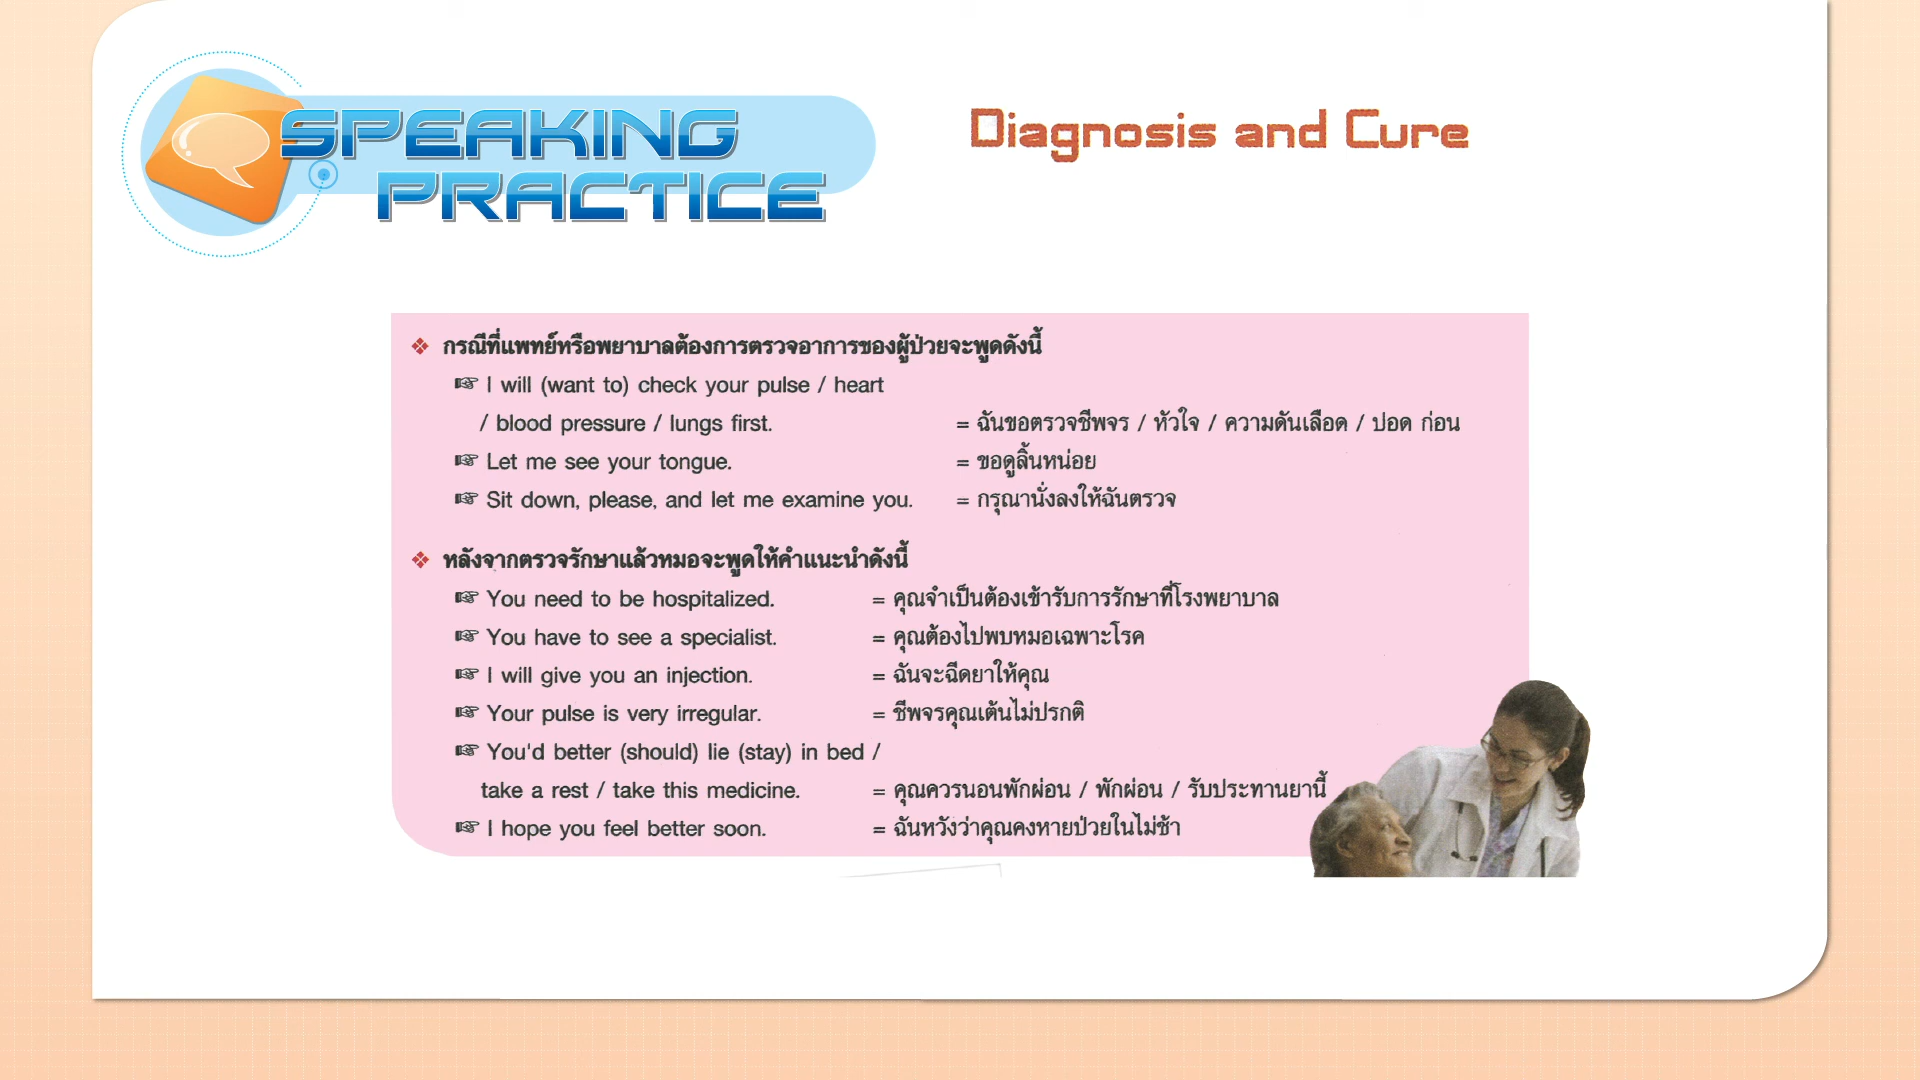 SPEAKING
PRACTICE
Diagnosis and Cure
❖ กรณีที่แพทย์หรือพยาบาลต้องการตรวจอาการของผู้ป่วยจะพูดดังนี้
☞ I will (want to) check your pulse / heart
/ blood pressure / lungs first. = ฉันขอตรวจชีพจร / หัวใจ / ความดันเลือด / ปอด ก่อน
☞ Let me see your tongue. = ขอดูลิ้นหน่อย
☞ Sit down, please, and let me examine you. = กรุณานั่งลงให้ฉันตรวจ
❖ หลังจากตรวจรักษาแล้วหมอจะพูดให้คำแนะนำดังนี้
☞ You need to be hospitalized. = คุณจำเป็นต้องเข้ารับการรักษาที่โรงพยาบาล
☞ You have to see a specialist. = คุณต้องไปพบหมอเฉพาะโรค
☞ I will give you an injection. = ฉันจะฉีดยาให้คุณ
☞ Your pulse is very irregular. = ชีพจรคุณเต้นไม่ปรกติ
☞ You'd better (should) lie (stay) in bed /
take a rest / take this medicine. = คุณควรนอนพักผ่อน / พักผ่อน / รับประทานยานี้
☞ I hope you feel better soon. = ฉันหวังว่าคุณคงหายป่วยในไม่ช้า